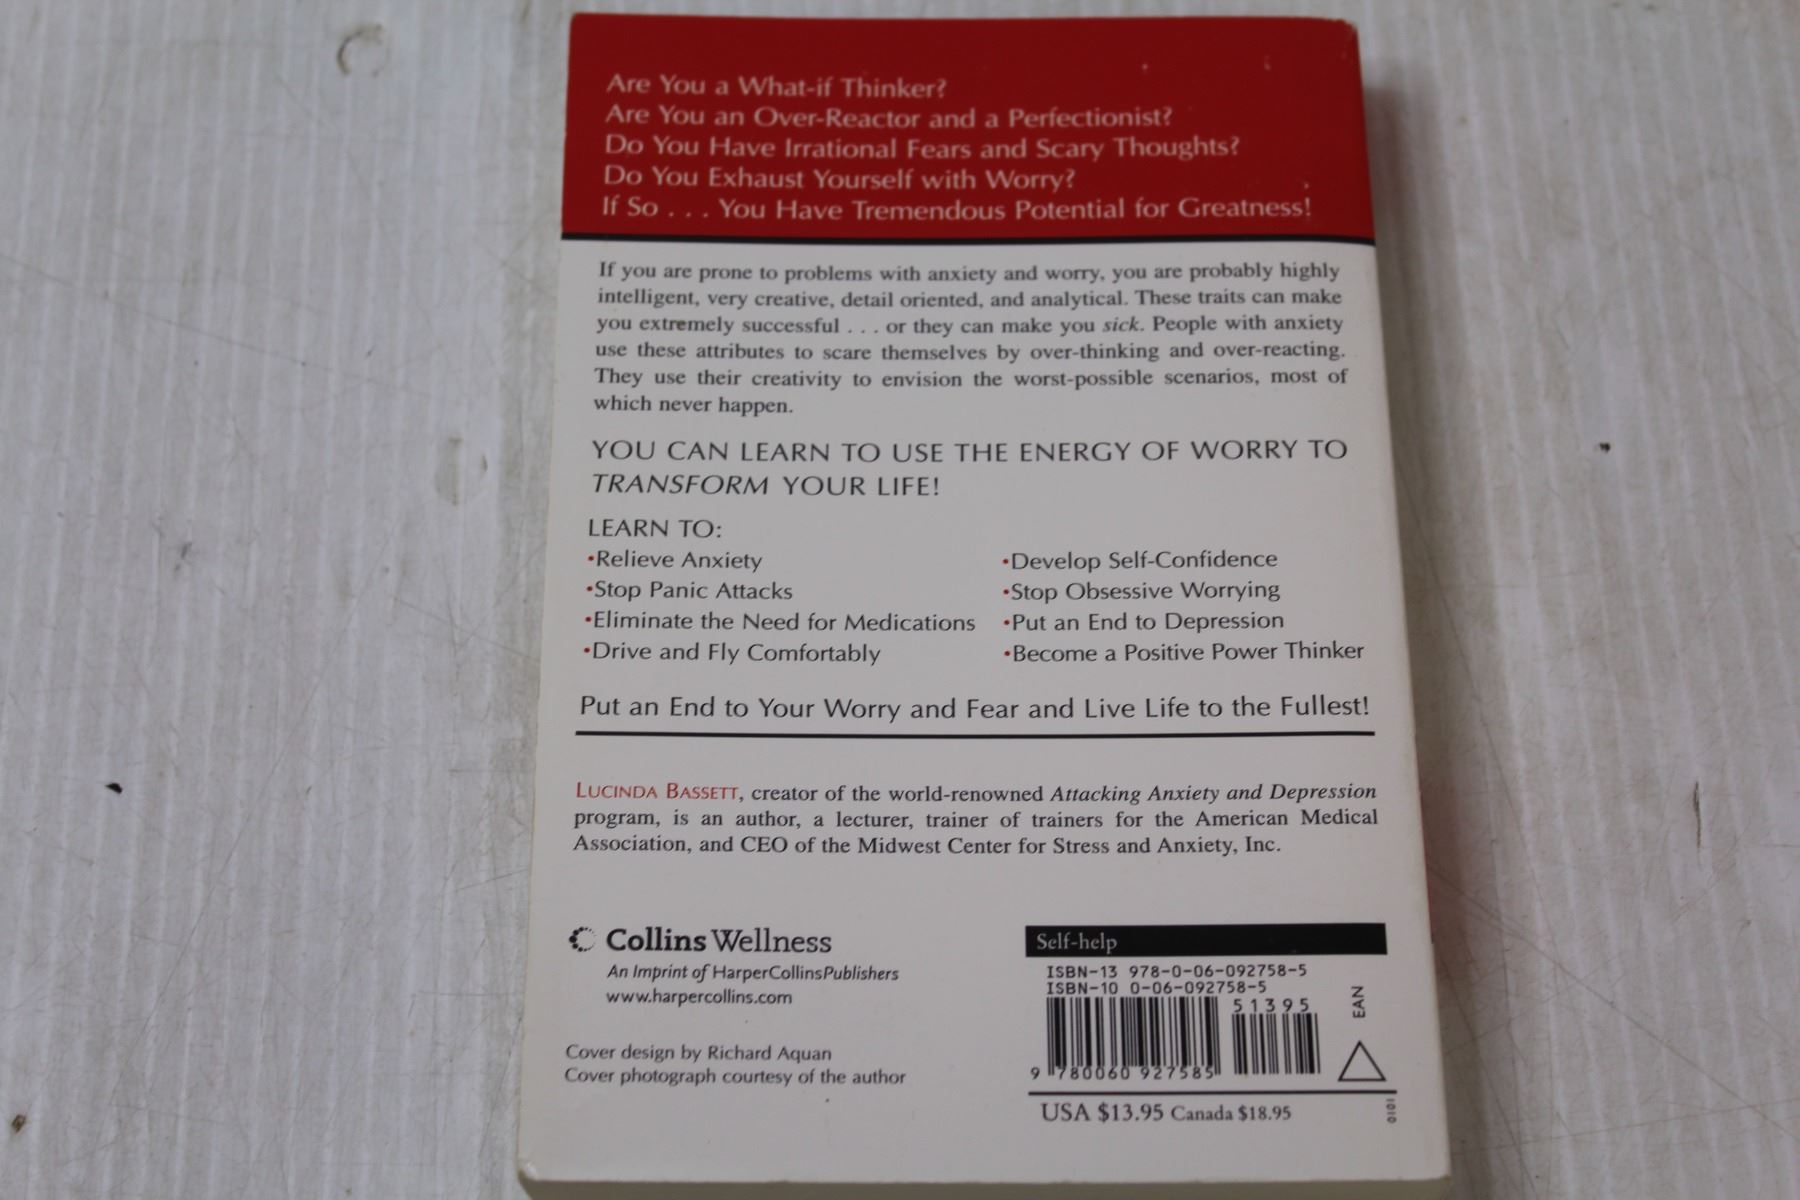 Are You a What-if Thinker?
Are You an Over-Reactor and a Perfectionist?
Do You Have Irrational Fears and Scary Thoughts?
Do You Exhaust Yourself with Worry?
If So . . . You Have Tremendous Potential for Greatness!
If you are prone to problems with anxiety and worry, you are probably highly
intelligent, very creative, detail oriented, and analytical. These traits can make
you extremely successful . . . or they can make you sick. People with anxiety
use these attributes to scare themselves by over-thinking and over-reacting.
They use their creativity to envision the worst-possible scenarios, most of
which never happen.
YOU CAN LEARN TO USE THE ENERGY OF WORRY TO
TRANSFORM YOUR LIFE!
LEARN TO:
•Relieve Anxiety
•Stop Panic Attacks
•Eliminate the Need for Medications
•Drive and Fly Comfortably
•Develop Self-Confidence
•Stop Obsessive Worrying
•Put an End to Depression
•Become a Positive Power Thinker
Put an End to Your Worry and Fear and Live Life to the Fullest!
LUCINDA BASSETT, creator of the world-renowned Attacking Anxiety and Depression
program, is an author, a lecturer, trainer of trainers for the American Medical
Association, and CEO of the Midwest Center for Stress and Anxiety, Inc.
Collins Wellness
An Imprint of HarperCollinsPublishers
www.harpercollins.com
Cover design by Richard Aquan
Cover photograph courtesy of the author
Self-help
ISBN-13 978-0-06-092758-5
ISBN-10 0-06-092758-5
51395
EAN
9 780060 927585
USA $13.95 Canada $18.95
0101